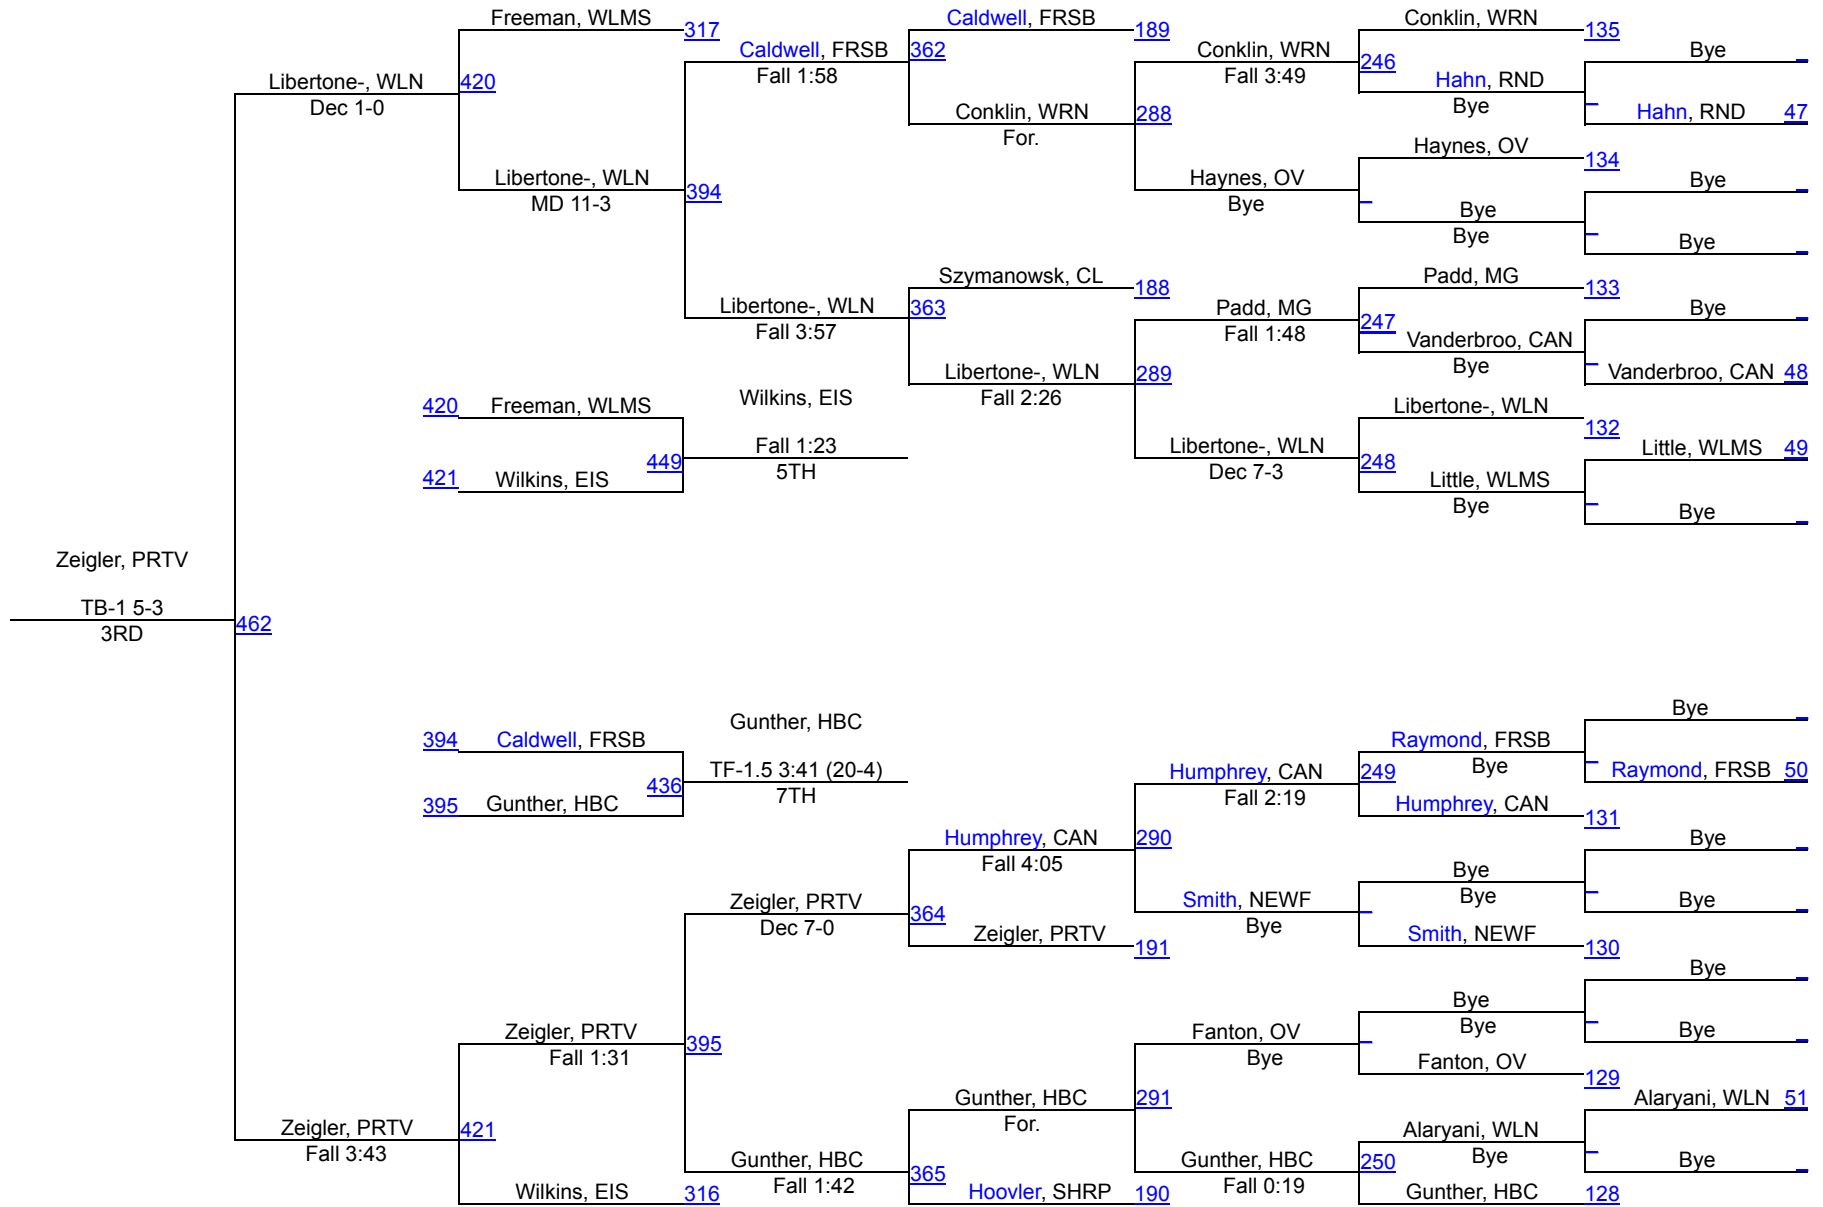 Freeman, WLMS
317
Caldwell, FRSB
189
Conklin, WRN
135
Caldwell, FRSB
Fall 1:58
362
Conklin, WRN
Fall 3:49
246
Bye
Libertone-, WLN
Dec 1-0
420
Hahn, RND
Bye
Hahn, RND 47
Conklin, WRN
For.
288
Haynes, OV
134
Libertone-, WLN
MD 11-3
394
Haynes, OV
Bye
Bye
Bye
Bye
Bye
Szymanowsk, CL
188
Padd, MG
133
Libertone-, WLN
Fall 3:57
363
Padd, MG
Fall 1:48
247
Bye
Vanderbroo, CAN
Bye
Vanderbroo, CAN 48
Libertone-, WLN
Fall 2:26
289
420 Freeman, WLMS
Wilkins, EIS
Libertone-, WLN
132
Fall 1:23
5TH
449
421 Wilkins, EIS
Libertone-, WLN
Dec 7-3
248
Little, WLMS 49
Little, WLMS
Bye
Bye
Zeigler, PRTV
TB-1 5-3
3RD
462
Gunther, HBC
Bye
394 Caldwell, FRSB
Raymond, FRSB
Bye
TF-1.5 3:41 (20-4)
7TH
436
Humphrey, CAN
Fall 2:19
249
Raymond, FRSB 50
395 Gunther, HBC
Humphrey, CAN
131
Humphrey, CAN
Fall 4:05
290
Bye
Bye
Bye
Zeigler, PRTV
Dec 7-0
364
Smith, NEWF
Bye
Bye
Zeigler, PRTV
191
Smith, NEWF
130
Bye
Bye
Bye
Zeigler, PRTV
Fall 1:31
395
Fanton, OV
Bye
Bye
Fanton, OV
129
Gunther, HBC
For.
291
Alaryani, WLN 51
Zeigler, PRTV
Fall 3:43
421
Alaryani, WLN
Bye
Gunther, HBC
Fall 1:42
365
Gunther, HBC
Fall 0:19
250
Bye
Wilkins, EIS
316
Hoovler, SHRP
190
Gunther, HBC
128